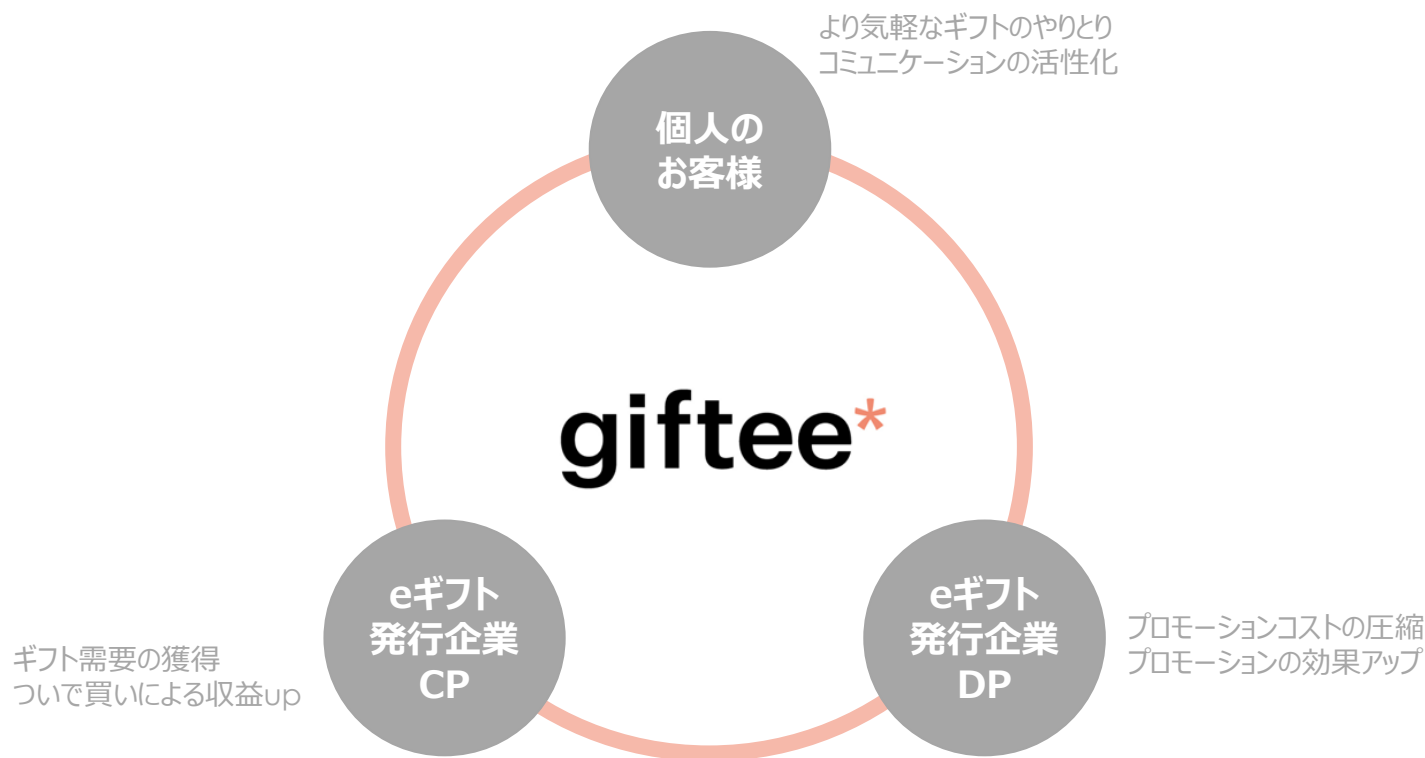 より気軽なギフトのやりとり
コミュニケーションの活性化
個人の
お客様
giftee*
eギフト
発行企業
CP
ギフト需要の獲得
ついで買いによる収益up
eギフト
発行企業
DP
プロモーションコストの圧縮
プロモーションの効果アップ